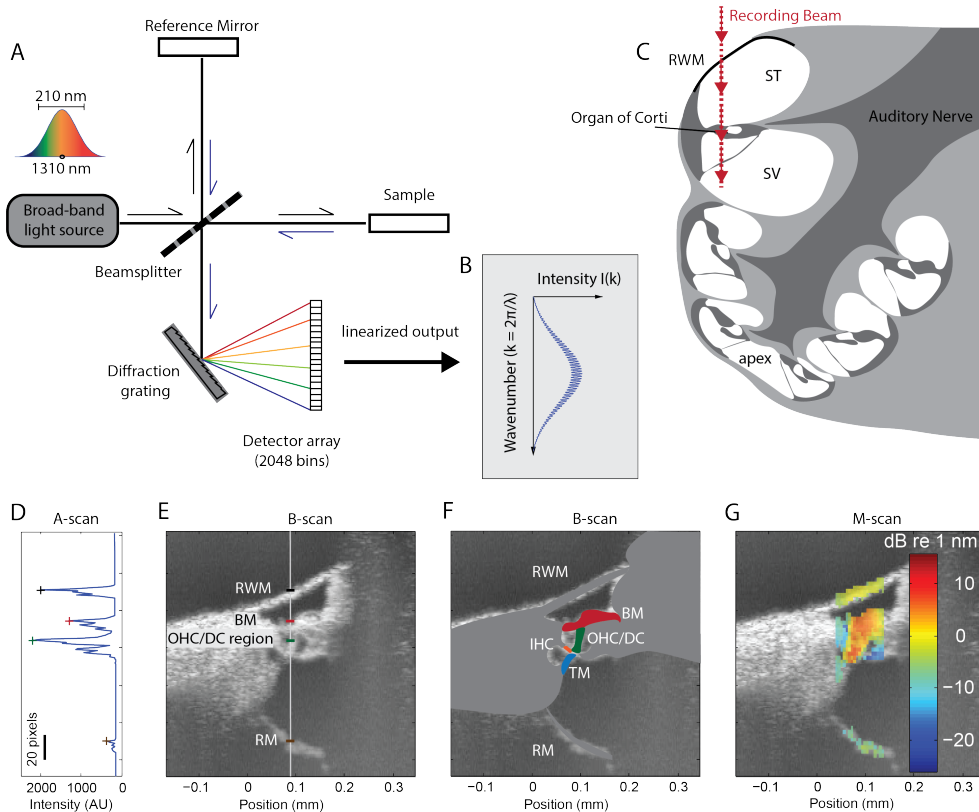 A
Reference Mirror
210 nm
1310 nm
Broad-band
light source
Beamsplitter
Sample
Diffraction
grating
Detector array
(2048 bins)
linearized output
B
Intensity I(k)
Wavenumber (k = 2π/λ)
C
Recording Beam
RWM
ST
Organ of Corti
Auditory Nerve
SV
apex
D
A-scan
20 pixels
2000
1000
0
Intensity (AU)
E
B-scan
RWM
BM
OHC/DC region
RM
-0.1
0
0.1
0.2
0.3
Position (mm)
F
B-scan
RWM
BM
OHC/DC
IHC
TM
RM
-0.1
0
0.1
0.2
0.3
Position (mm)
G
M-scan
dB re 1 nm
10
0
−10
−20
-0.1
0
0.1
0.2
0.3
Position (mm)